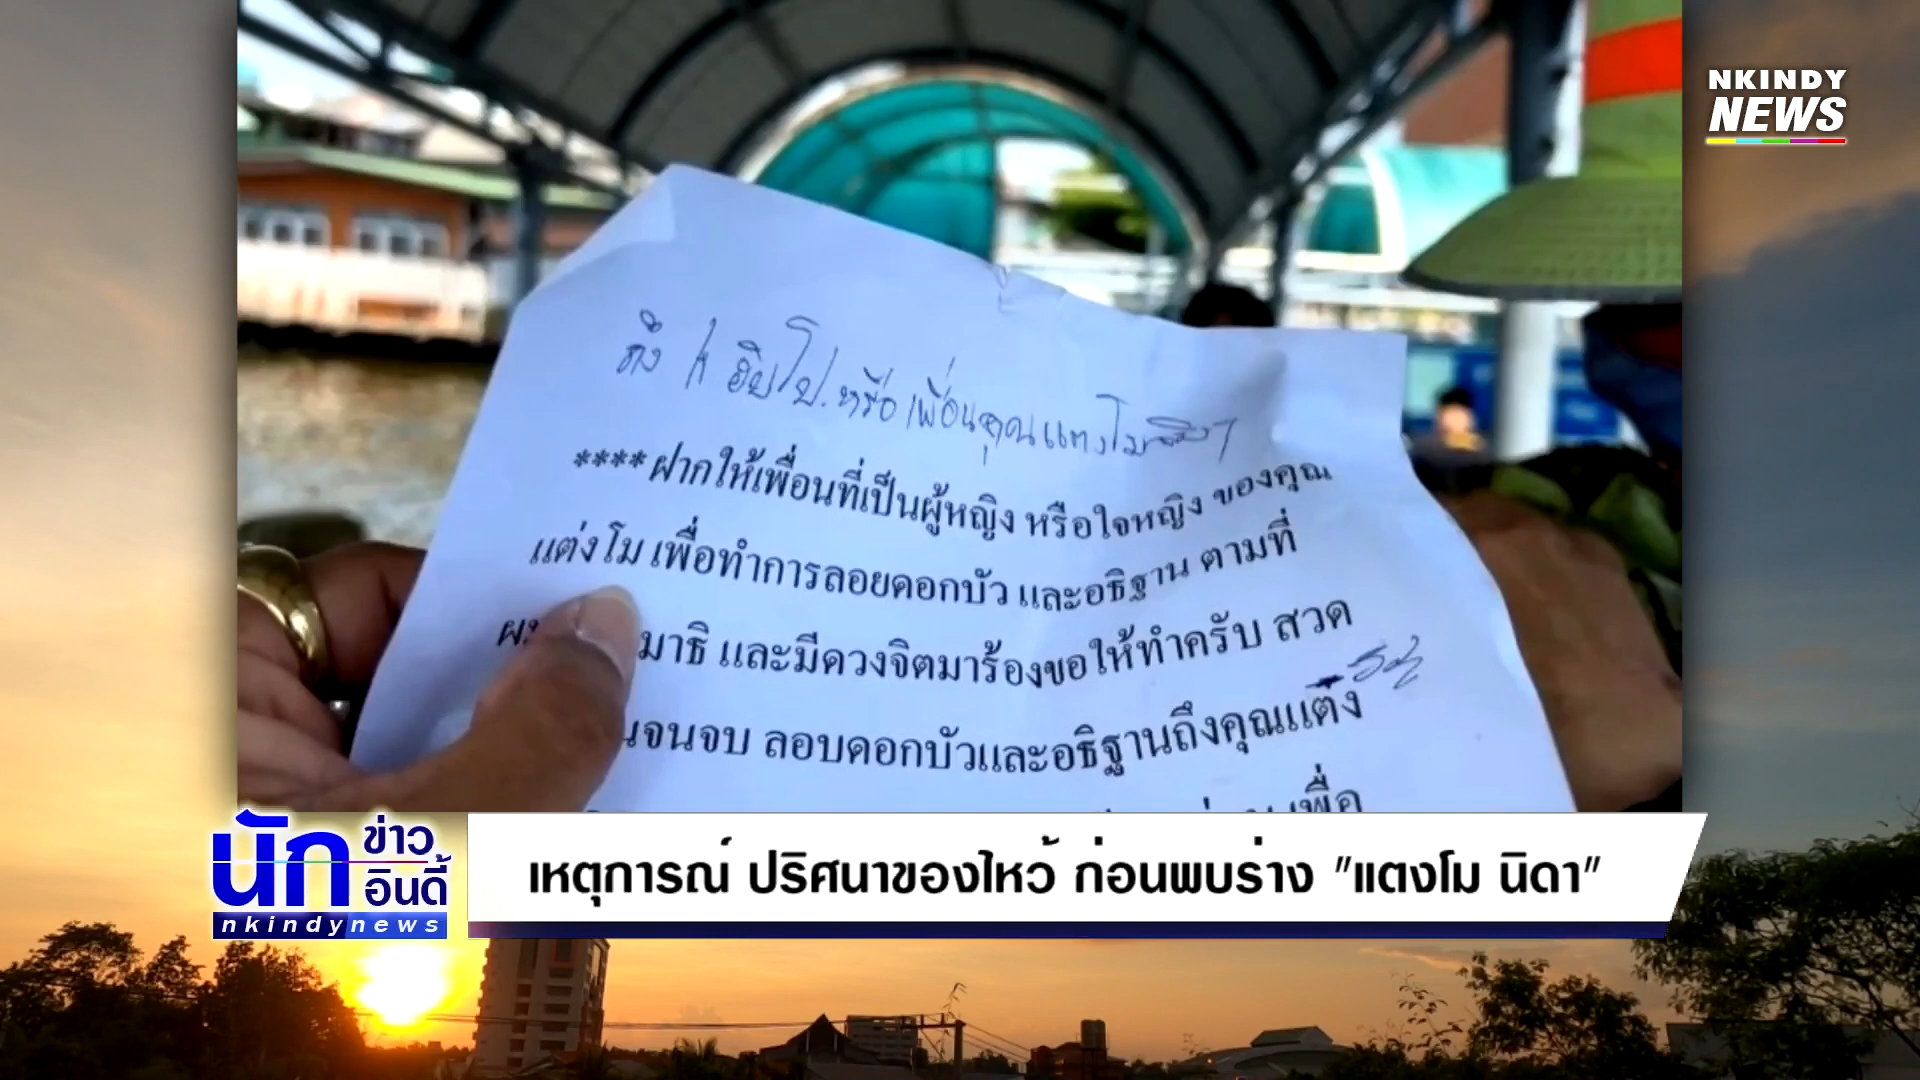 NKINDY
NEWS
ถึง
หรือเพื่อนคุณแตงโม
****ฝากให้เพื่อนที่เป็นผู้หญิง หรือใจหญิง ของคุณ
แต่งโม เพื่อทำการลอยดอกบัว และอธิฐาน ตามที่
มาธิ และมีดวงจิตมาร้องขอให้ทำครับ สวด
นจนจบ ลอบดอกบัวและอธิฐานถึงคุณแต่ง
เพื่อ
นักข่าวอินดี้
nkindynews
เหตุการณ์ ปริศนาของไหว้ ก่อนพบร่าง "แตงโม นิดา"